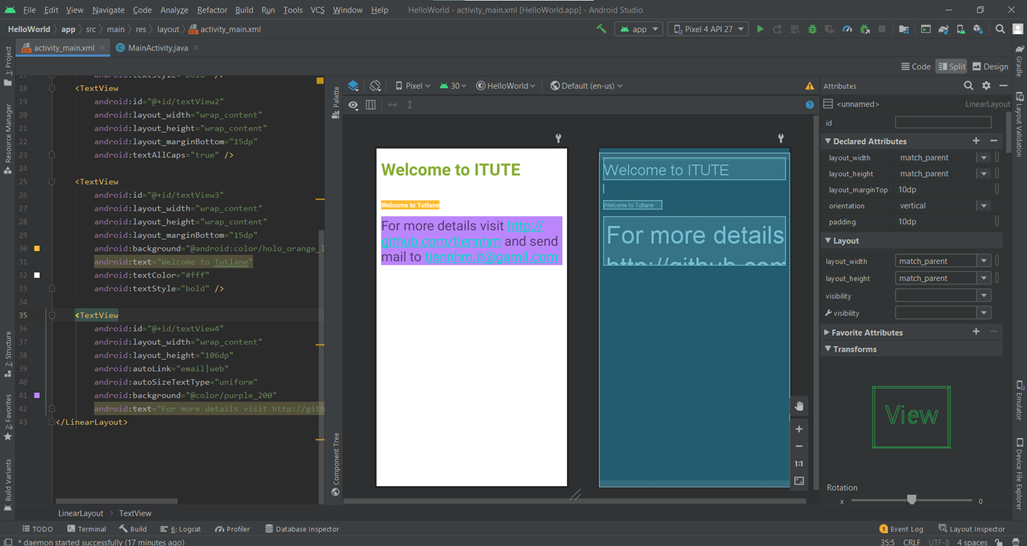 File Edit View Navigate Code Analyze Refactor Build Run Tools VCS Window Help HelloWorld - activity_main.xml [HelloWorld.app] - Android Studio
HelloWorld app src main res layout activity_main.xml app Pixel 4 API 27
activity_main.xml MainActivity.java
Code Split Design
1: Project
Resource Manager
7: Structure
2: Favorites
Build Variants
android:textStyle="bold" />
18 <TextView
19 android:id="@+id/textView2"
20 android:layout_width="wrap_content"
21 android:layout_height="wrap_content"
22 android:layout_marginBottom="15dp"
23 android:textAllCaps="true" />
24
25 <TextView
26 android:id="@+id/textView3"
27 android:layout_width="wrap_content"
28 android:layout_height="wrap_content"
29 android:layout_marginBottom="15dp"
30 android:background="@android:color/holo_orange_l
31 android:text="Welcome to Tutlane"
32 android:textColor="#fff"
33 android:textStyle="bold" />
34
35 <TextView
36 android:id="@+id/textView4"
37 android:layout_width="wrap_content"
38 android:layout_height="106dp"
39 android:autoLink="email|web"
40 android:autoSizeTextType="uniform"
41 android:background="@color/purple_200"
42 android:text="For more details visit http://gith
43 </LinearLayout>
Palette
Component Tree
Pixel 30 HelloWorld Default (en-us)
Welcome to ITUTE
Welcome to Tutlane
For more details visit http://
github.com/tiennhm and send
mail to tiennhm.it@gamil.com
Welcome to ITUTE
Welcome to Tutlane
For more details
http://github.com
1:1
Attributes
<unnamed> LinearLayout
id
Declared Attributes
layout_width match_parent
layout_height match_parent
layout_marginTop 10dp
orientation vertical
padding 10dp
Layout
layout_width match_parent
layout_height match_parent
visibility
visibility
Favorite Attributes
Transforms
View
Rotation
x 0
Gradle
Layout Validation
Emulator
Device File Explorer
LinearLayout TextView
TODO Terminal Build 6: Logcat Profiler Database Inspector Event Log Layout Inspector
* daemon started successfully (17 minutes ago) 35:5 CRLF UTF-8 4 spaces